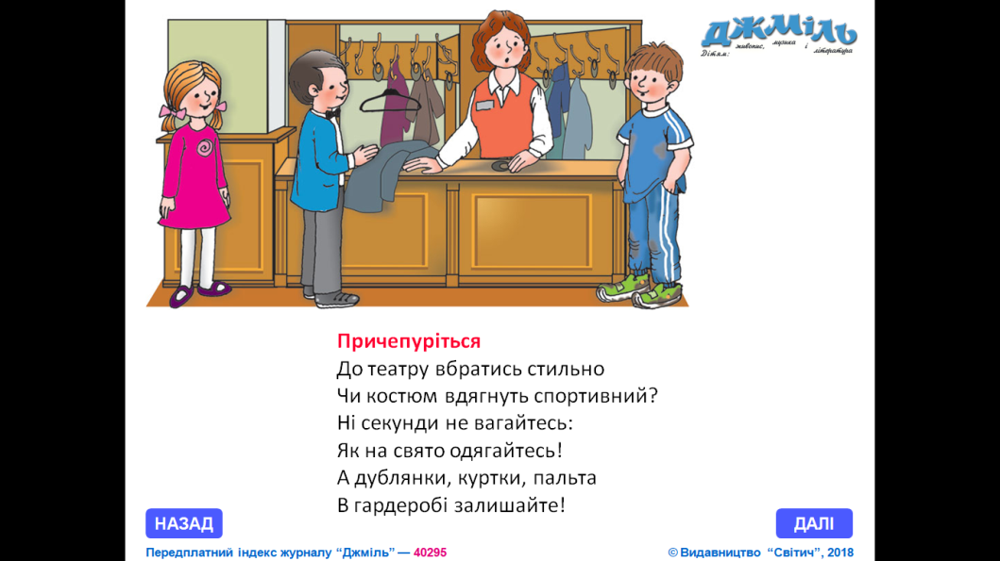 ДЖМІЛЬ
Дітям: живопис, музика і література
Причепуріться
До театру вбратись стильно
Чи костюм вдягнуть спортивний?
Ні секунди не вагайтесь:
Як на свято одягайтесь!
А дублянки, куртки, пальта
В гардеробі залишайте!
НАЗАД
ДАЛІ
Передплатний індекс журналу “Джміль” — 40295
© Видавництво “Світич”, 2018